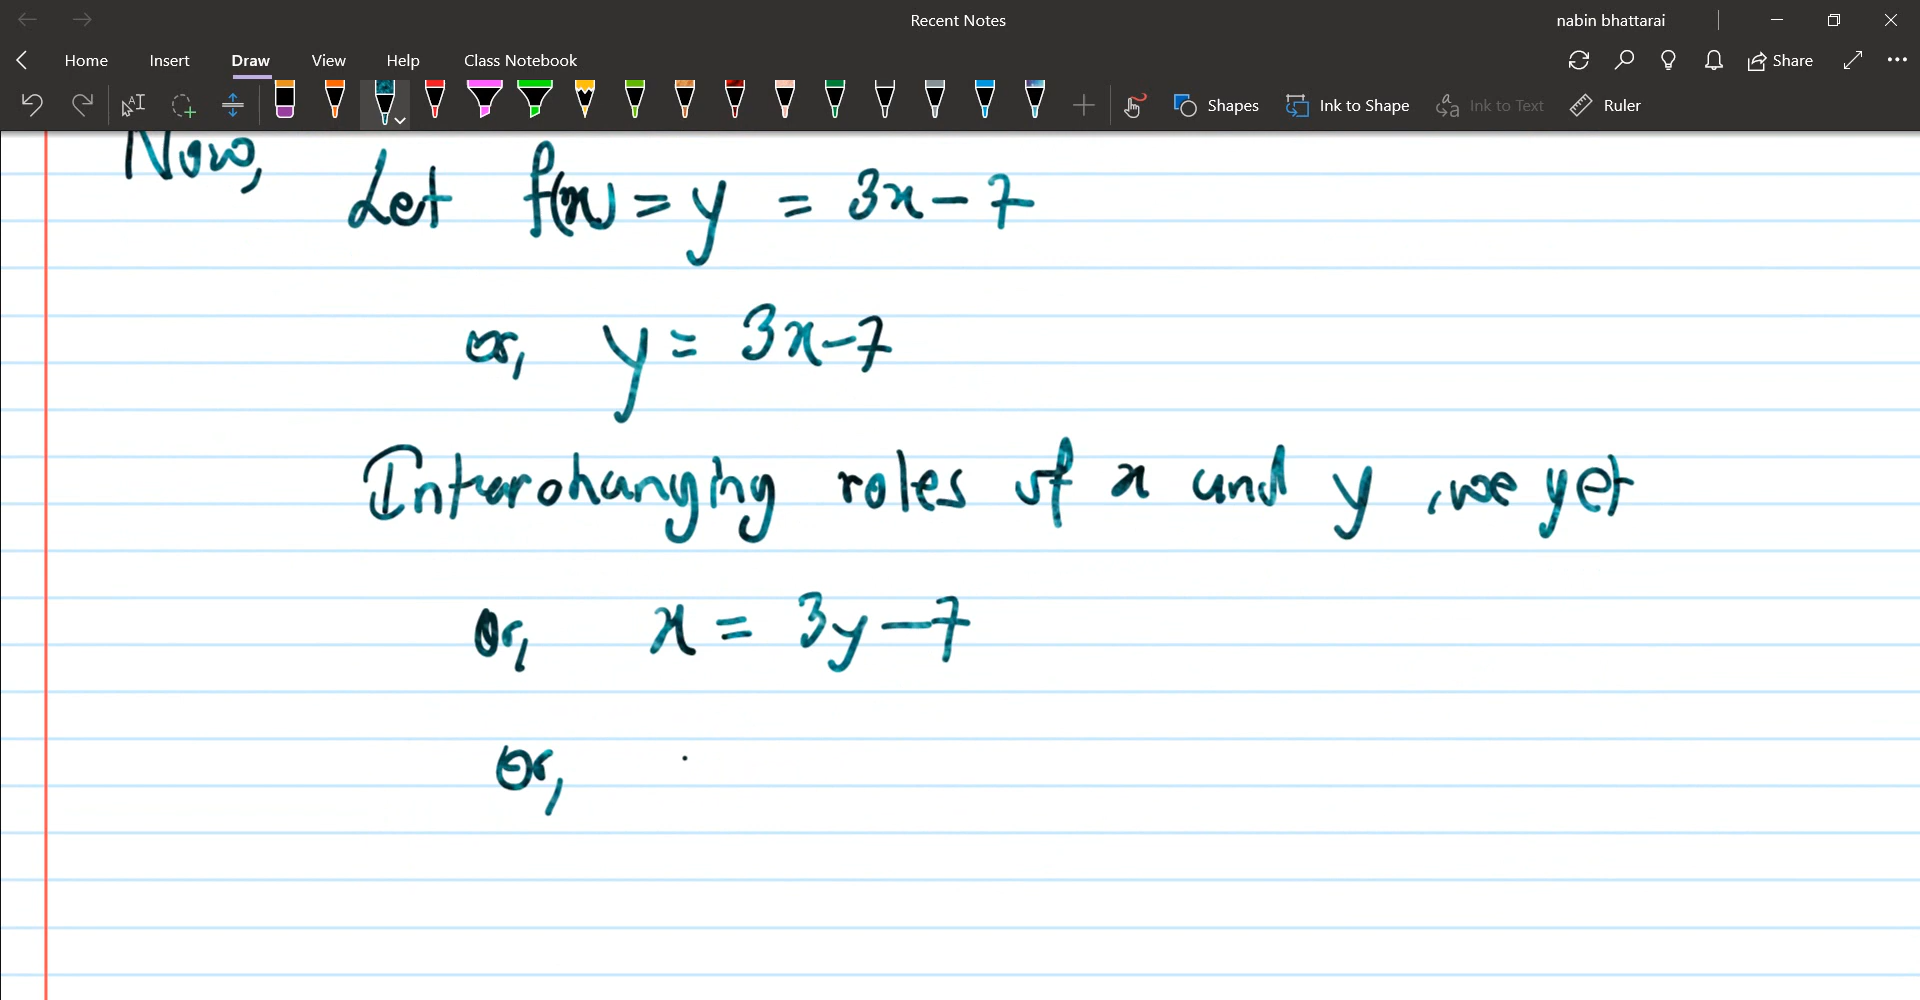 Recent Notes
nabin bhattarai
Home Insert Draw View Help Class Notebook Share
Shapes Ink to Shape Ink to Text Ruler
Now,
Let f(x) = y = 3x - 7
or, y = 3x-7
Interchanging roles of x and y, we get
or, x = 3y-7
or,